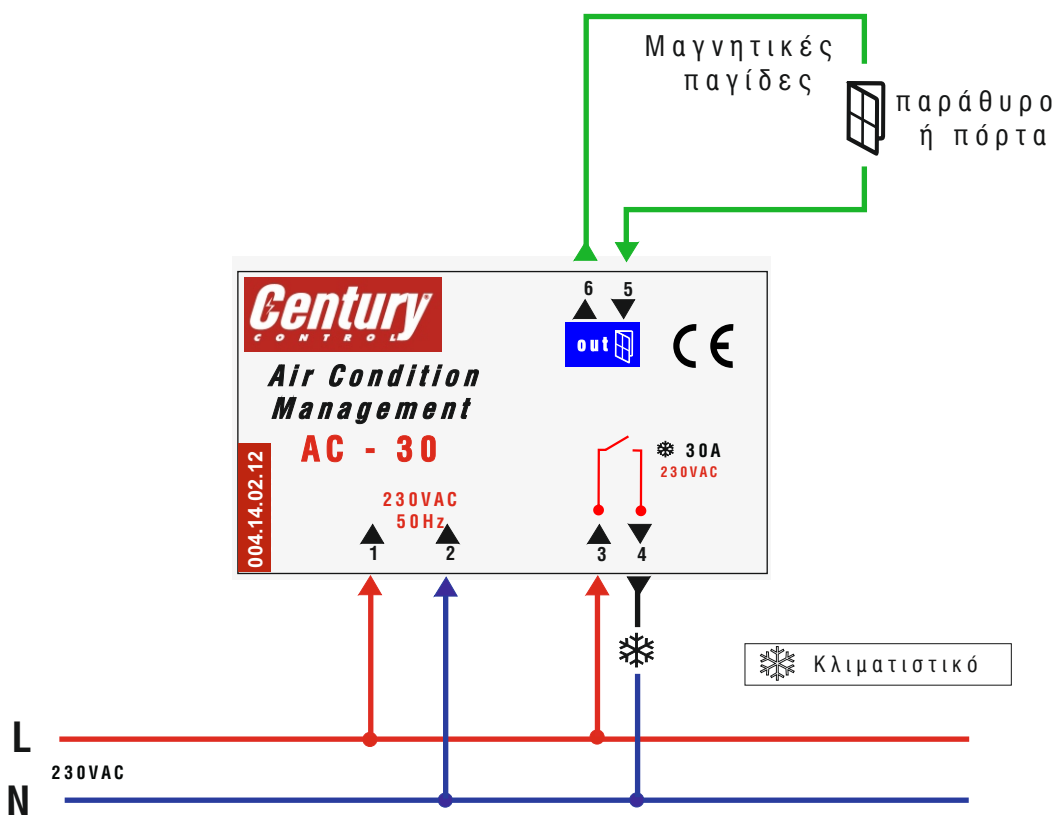 Μαγνητικές
παγίδες
παράθυρο
ή πόρτα
6 5
Century
CONTROL
out
CE
Air Condition
Management
AC - 30
30A
230VAC
004.14.02.12
230VAC
50Hz
1 2 3 4
Κλιματιστικό
L
230VAC
N